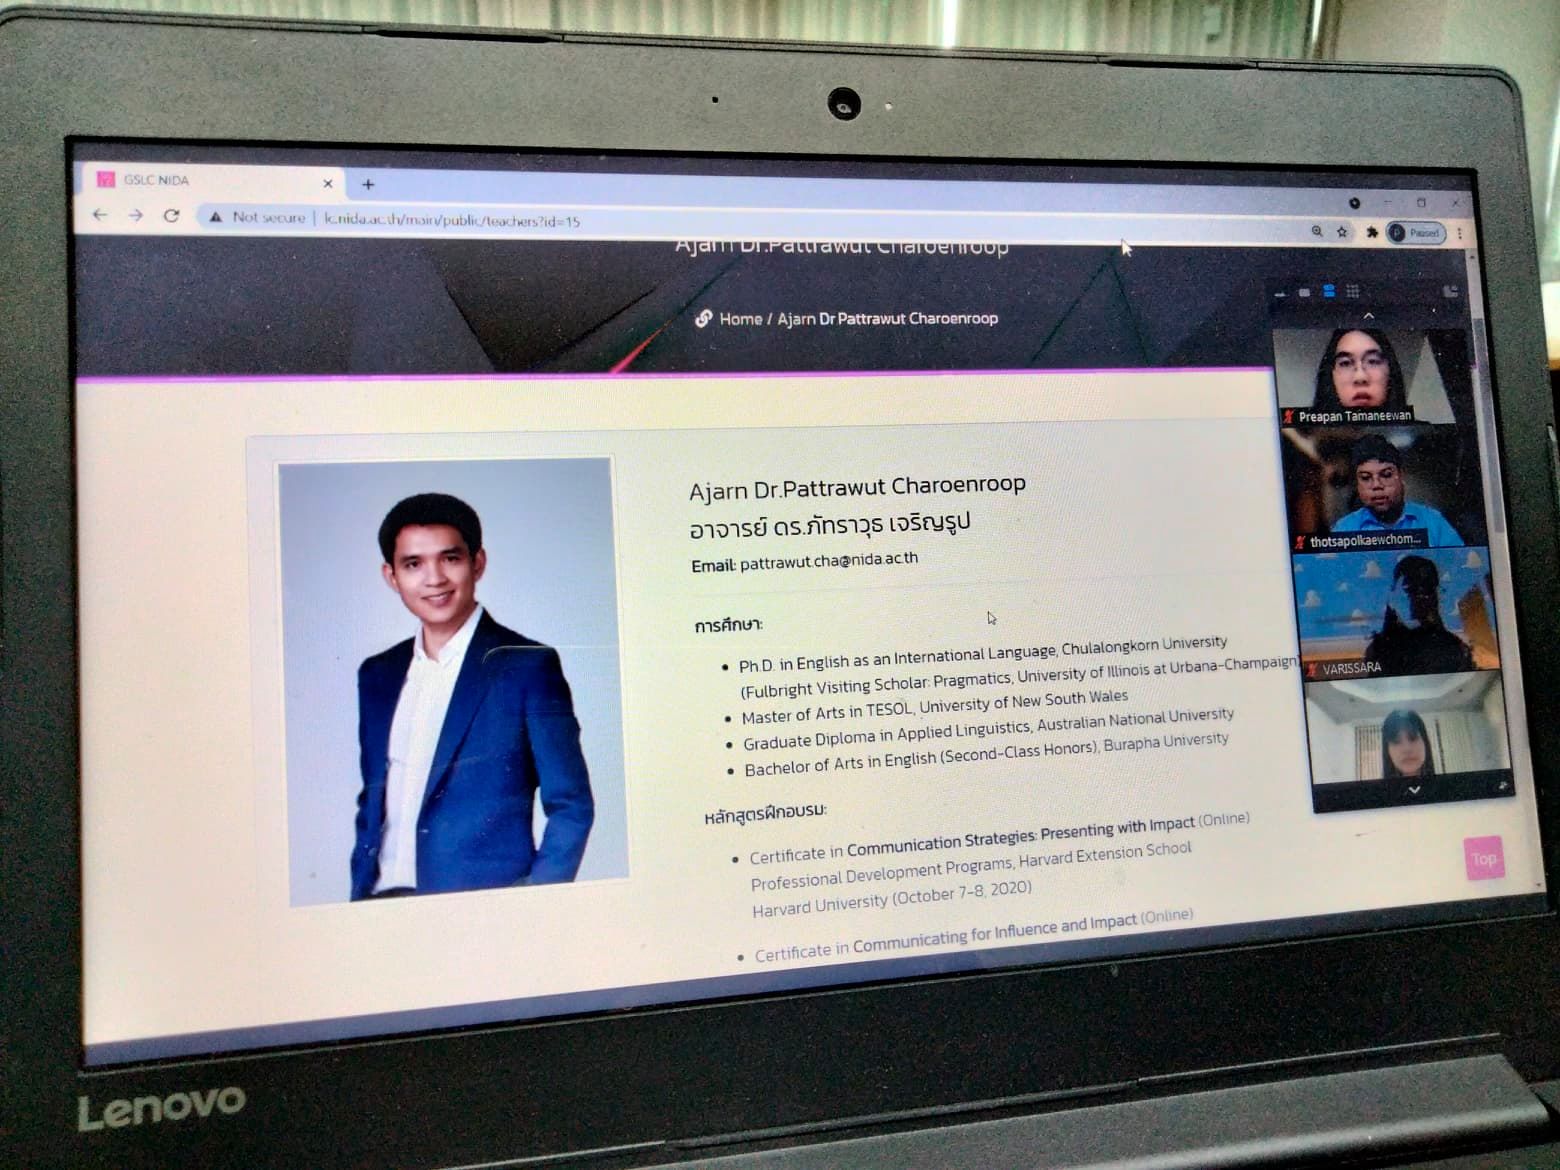 GSLC NIDA
Not secure | lc.nida.ac.th/main/public/teachers?id=15
Paused
Ajarn Dr.Pattrawut Charoenroop
Home / Ajarn Dr.Pattrawut Charoenroop
Ajarn Dr.Pattrawut Charoenroop
อาจารย์ ดร.ภัทราวุธ เจริญรูป
Email: pattrawut.cha@nida.ac.th
การศึกษา:
Ph.D. in English as an International Language, Chulalongkorn University
(Fulbright Visiting Scholar: Pragmatics, University of Illinois at Urbana-Champaign)
Master of Arts in TESOL, University of New South Wales
Graduate Diploma in Applied Linguistics, Australian National University
Bachelor of Arts in English (Second-Class Honors), Burapha University
หลักสูตรฝึกอบรม:
Certificate in Communication Strategies: Presenting with Impact (Online)
Professional Development Programs, Harvard Extension School
Harvard University (October 7-8, 2020)
Certificate in Communicating for Influence and Impact (Online)
Preapan Tamaneewan
thotsapolkaewchom...
VARISSARA
Top
Lenovo